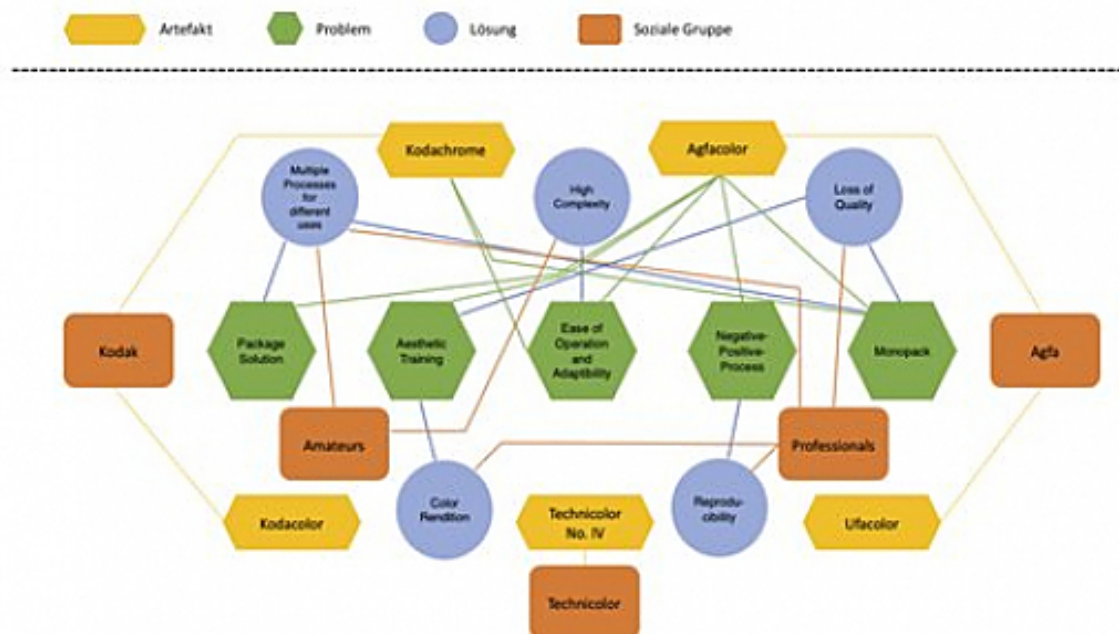 Artefakt
Problem
Lösung
Soziale Gruppe
Kodachrome
Agfacolor
Multiple
Processes
for
different
uses
High
Complexity
Loss of
Quality
Kodak
Package
Solution
Aesthetic
Training
Ease of
Operation
and
Adaptibility
Negative-
Positive-
Process
Monopack
Agfa
Amateurs
Professionals
Color
Rendition
Reprodu-
cibility
Kodacolor
Technicolor
No. IV
Ufacolor
Technicolor